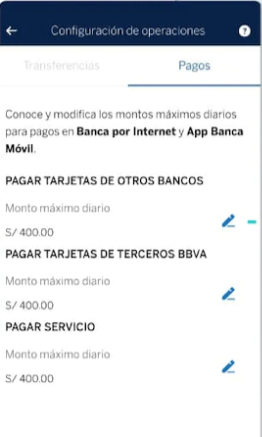 Configuración de operaciones
?
Transferencias
Pagos
Conoce y modifica los montos máximos diarios
para pagos en Banca por Internet y App Banca
Móvil.
PAGAR TARJETAS DE OTROS BANCOS
Monto máximo diario
S/ 400.00
PAGAR TARJETAS DE TERCEROS BBVA
Monto máximo diario
S/ 400.00
PAGAR SERVICIO
Monto máximo diario
S/ 400.00